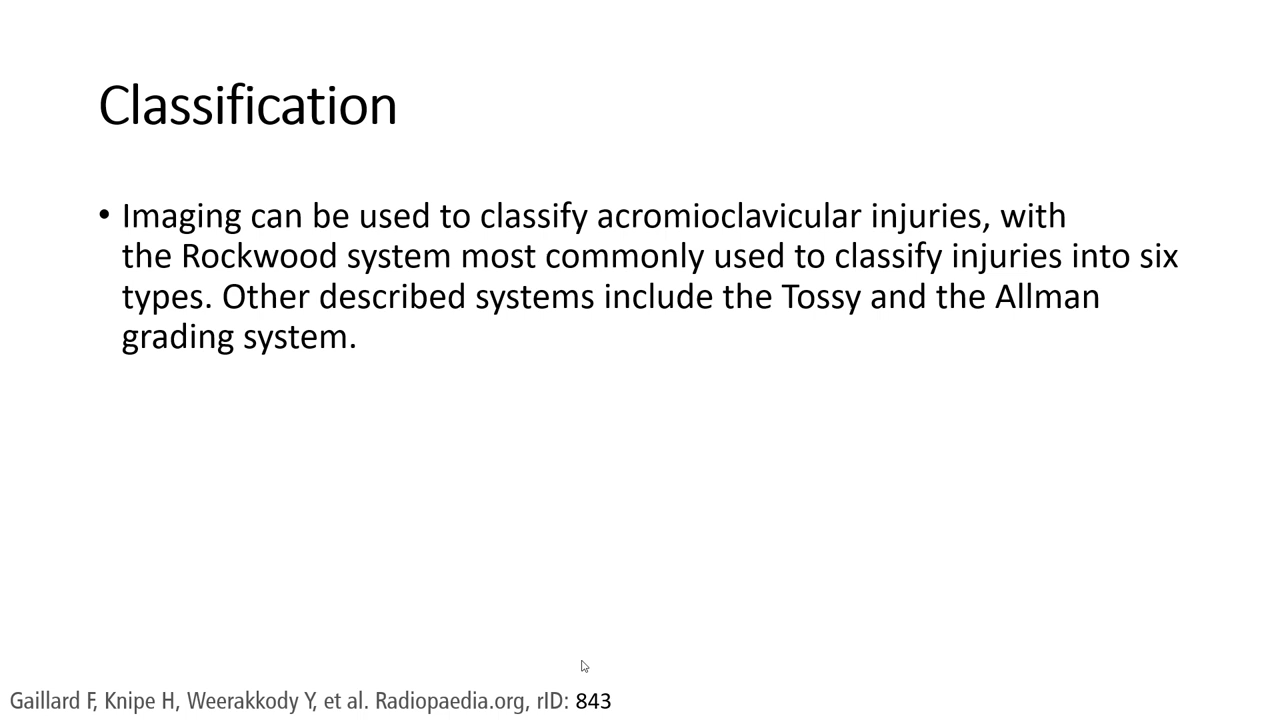 Classification
• Imaging can be used to classify acromioclavicular injuries, with
the Rockwood system most commonly used to classify injuries into six
types. Other described systems include the Tossy and the Allman
grading system.
Gaillard F, Knipe H, Weerakkody Y, et al. Radiopaedia.org, rID: 843